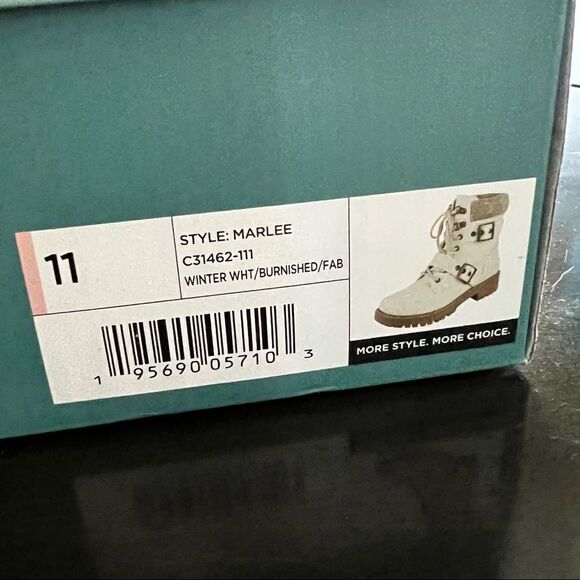 11
STYLE: MARLEE
C31462-111
WINTER WHT/BURNISHED/FAB
1 95690 05710 3
MORE STYLE. MORE CHOICE.